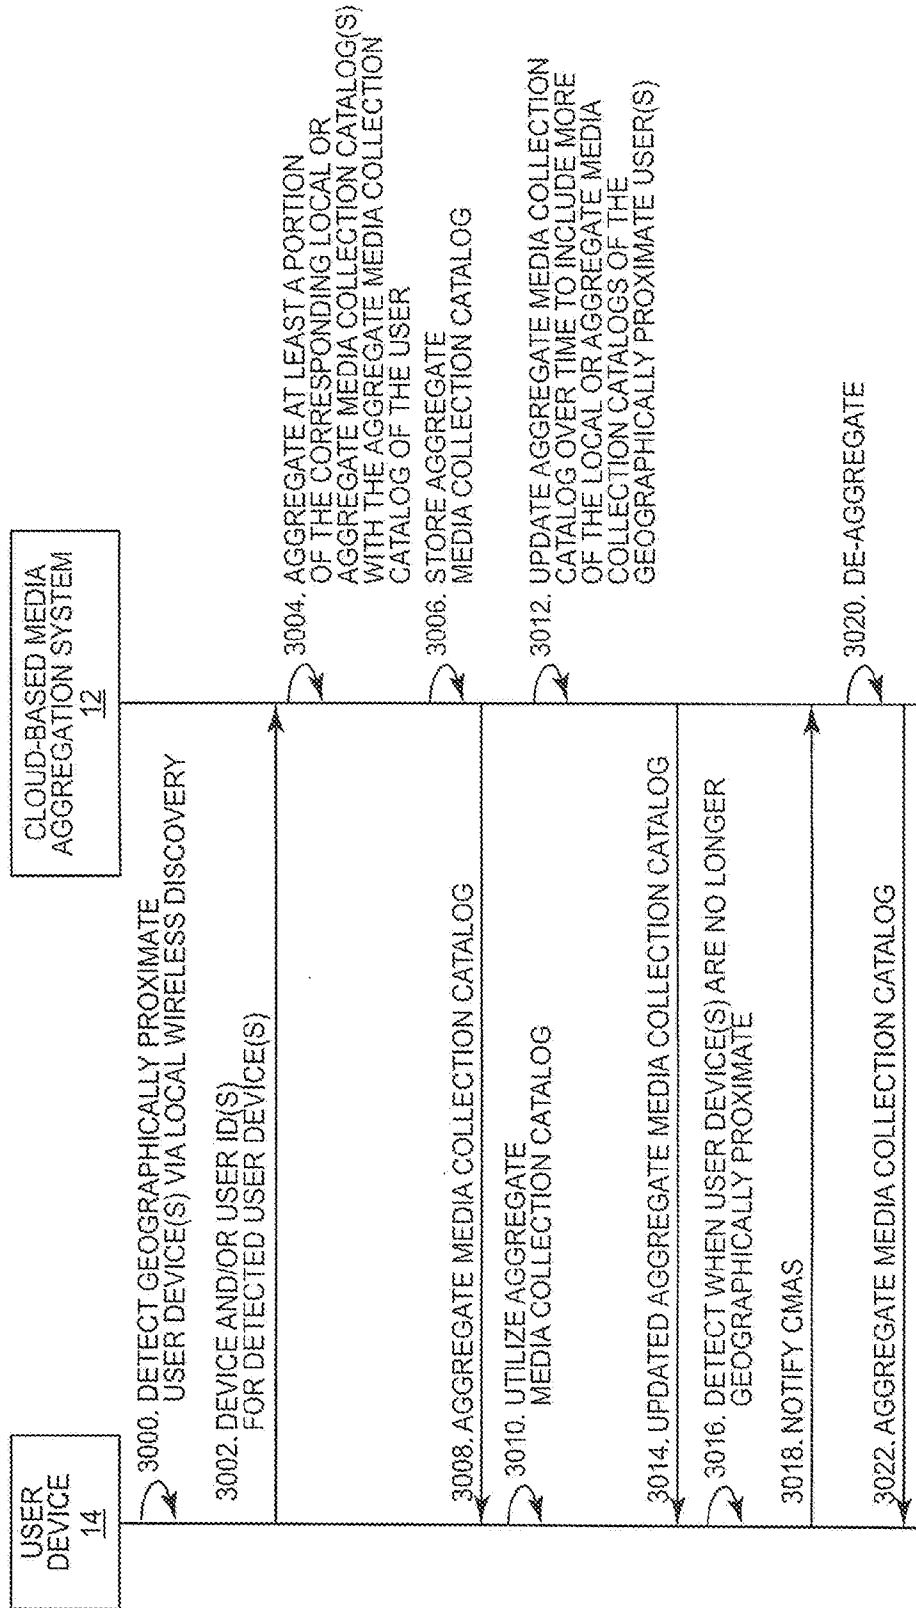 USER
DEVICE
14
CLOUD-BASED MEDIA
AGGREGATION SYSTEM
12
3000. DETECT GEOGRAPHICALLY PROXIMATE
USER DEVICE(S) VIA LOCAL WIRELESS DISCOVERY
3002. DEVICE AND/OR USER ID(S)
FOR DETECTED USER DEVICE(S)
3004. AGGREGATE AT LEAST A PORTION
OF THE CORRESPONDING LOCAL OR
AGGREGATE MEDIA COLLECTION CATALOG(S)
WITH THE AGGREGATE MEDIA COLLECTION
CATALOG OF THE USER
3006. STORE AGGREGATE
MEDIA COLLECTION CATALOG
3008. AGGREGATE MEDIA COLLECTION CATALOG
3010. UTILIZE AGGREGATE
MEDIA COLLECTION CATALOG
3012. UPDATE AGGREGATE MEDIA COLLECTION
CATALOG OVER TIME TO INCLUDE MORE
OF THE LOCAL OR AGGREGATE MEDIA
COLLECTION CATALOGS OF THE
GEOGRAPHICALLY PROXIMATE USER(S)
3014. UPDATED AGGREGATE MEDIA COLLECTION CATALOG
3016. DETECT WHEN USER DEVICE(S) ARE NO LONGER
GEOGRAPHICALLY PROXIMATE
3018. NOTIFY CMAS
3020. DE-AGGREGATE
3022. AGGREGATE MEDIA COLLECTION CATALOG